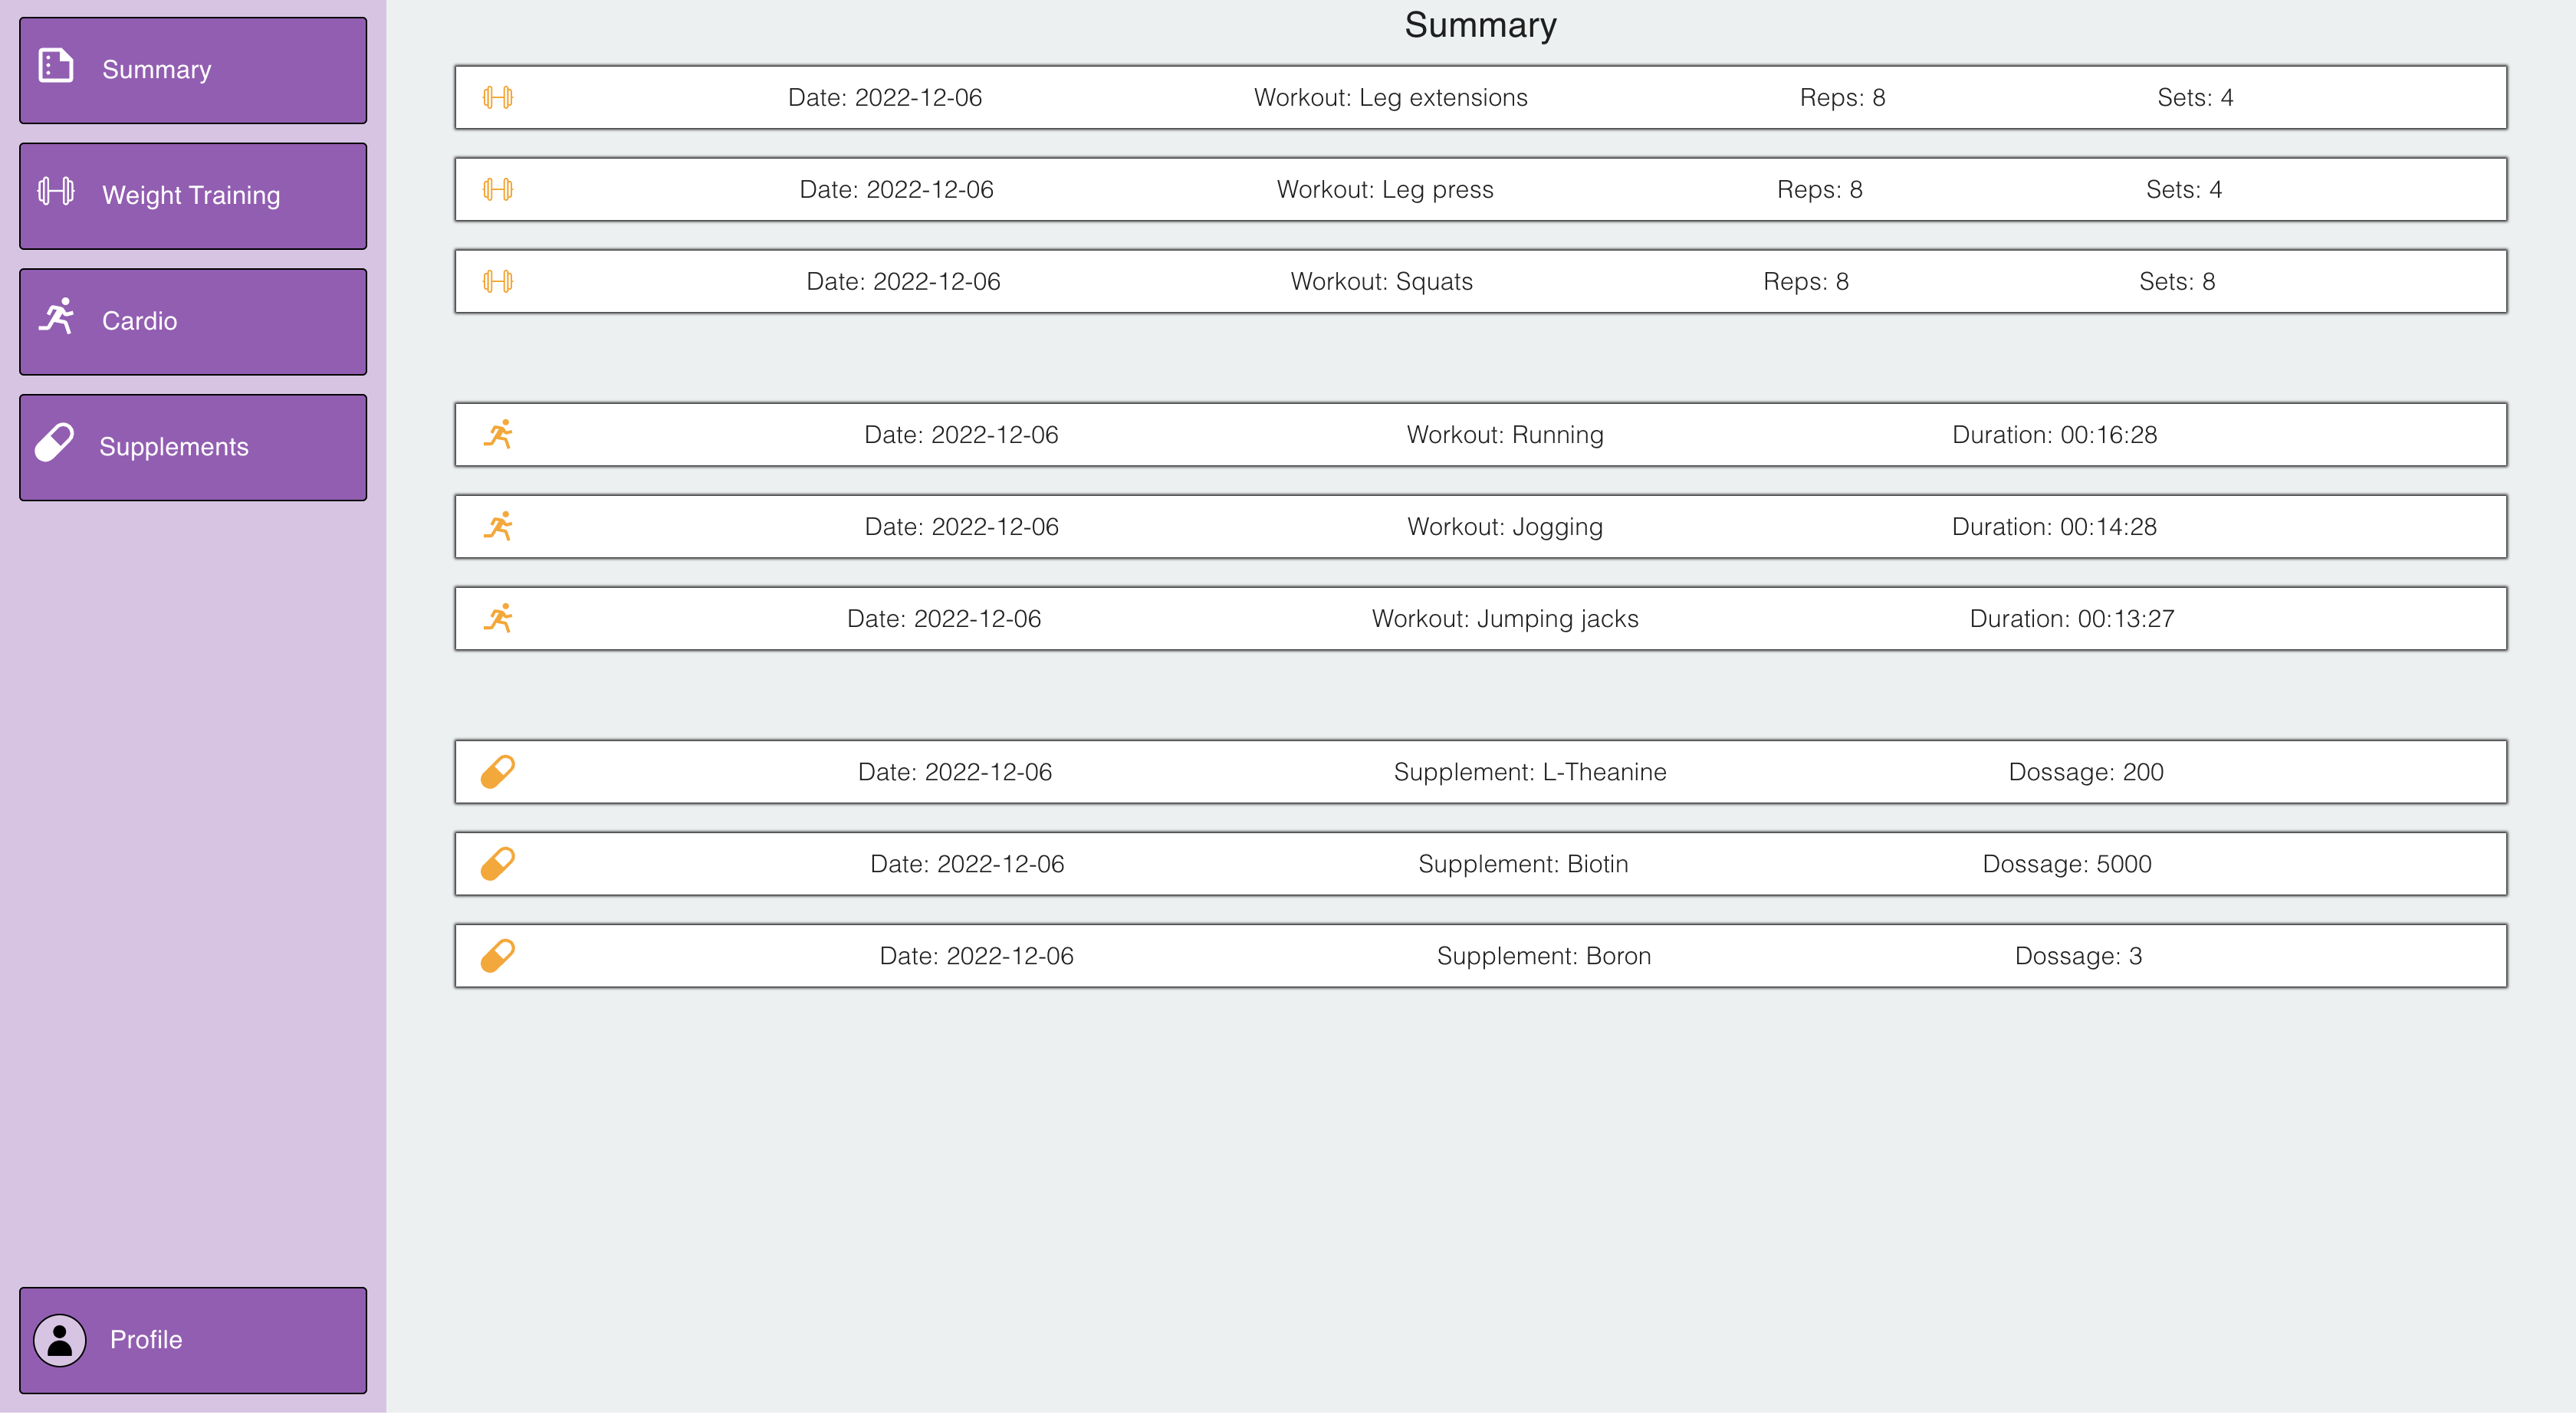 Summary
Weight Training
Cardio
Supplements
Profile
Summary
Date: 2022-12-06 Workout: Leg extensions Reps: 8 Sets: 4
Date: 2022-12-06 Workout: Leg press Reps: 8 Sets: 4
Date: 2022-12-06 Workout: Squats Reps: 8 Sets: 8
Date: 2022-12-06 Workout: Running Duration: 00:16:28
Date: 2022-12-06 Workout: Jogging Duration: 00:14:28
Date: 2022-12-06 Workout: Jumping jacks Duration: 00:13:27
Date: 2022-12-06 Supplement: L-Theanine Dossage: 200
Date: 2022-12-06 Supplement: Biotin Dossage: 5000
Date: 2022-12-06 Supplement: Boron Dossage: 3